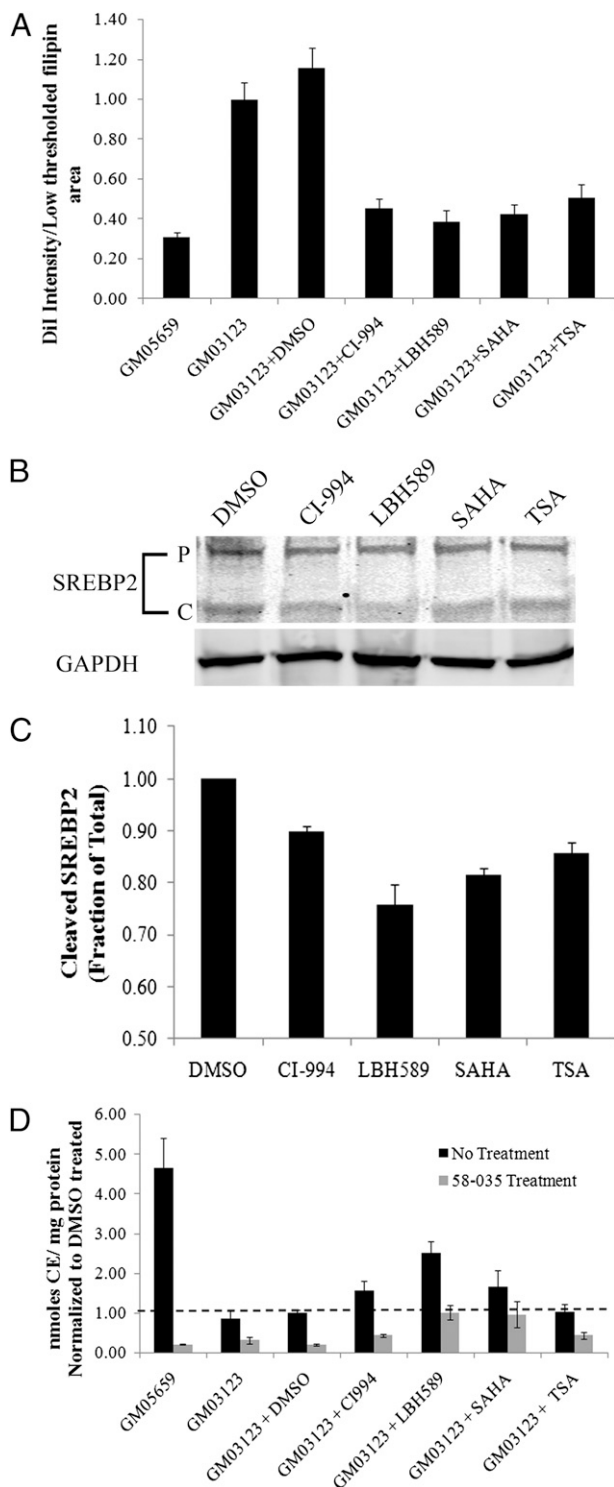 A
DiI Intensity/Low thresholded filipin
area
1.40
1.20
1.00
0.80
0.60
0.40
0.20
0.00
GM05659
GM03123
GM03123+DMSO
GM03123+CI-994
GM03123+LBH589
GM03123+SAHA
GM03123+TSA
B
DMSO
CI-994
LBH589
SAHA
TSA
P
SREBP2
C
GAPDH
C
Cleaved SREBP2
(Fraction of Total)
1.10
1.00
0.90
0.80
0.70
0.60
0.50
DMSO
CI-994
LBH589
SAHA
TSA
D
nmoles CE/ mg protein
Normalized to DMSO treated
6.00
5.00
4.00
3.00
2.00
1.00
0.00
No Treatment
58-035 Treatment
GM05659
GM03123
GM03123 + DMSO
GM03123 + CI994
GM03123 + LBH589
GM03123 + SAHA
GM03123 + TSA